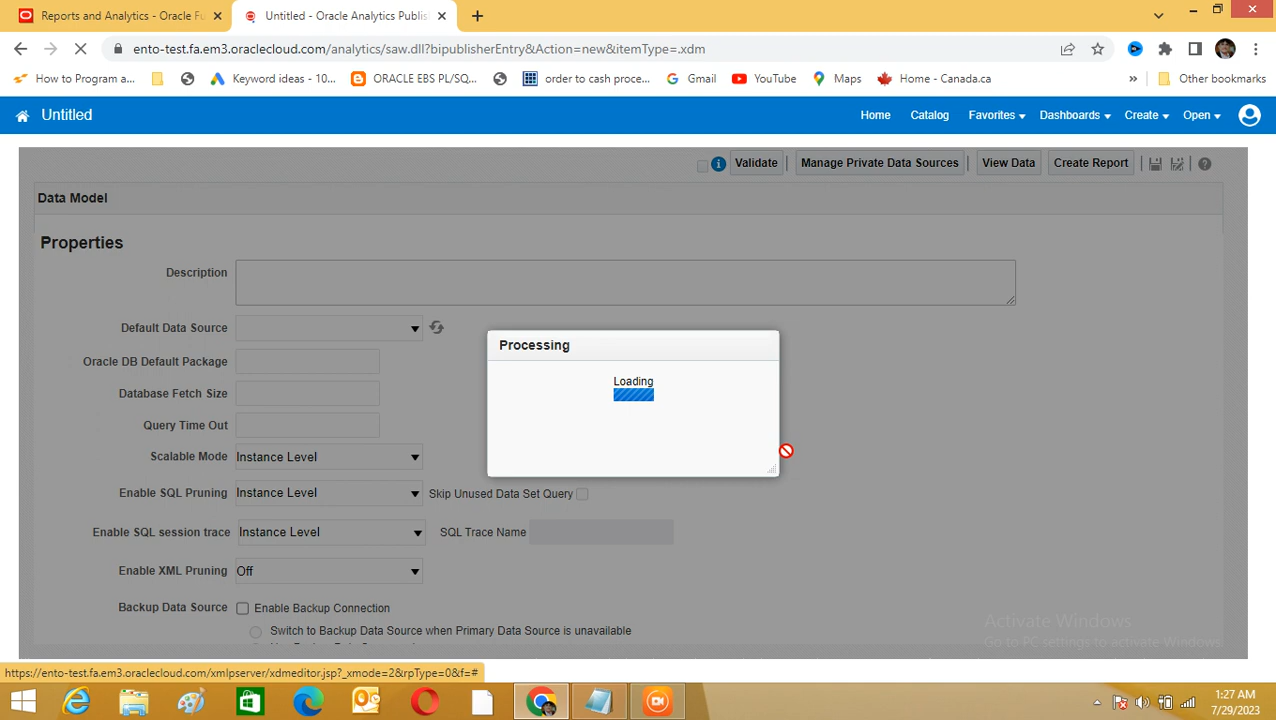 Reports and Analytics - Oracle Fu
Untitled - Oracle Analytics Publis
ento-test.fa.em3.oraclecloud.com/analytics/saw.dll?bipublisherEntry&Action=new&itemType=.xdm
How to Program a...
Keyword ideas - 10...
ORACLE EBS PL/SQ...
order to cash proce...
Gmail
YouTube
Maps
Home - Canada.ca
Other bookmarks
Untitled
Home
Catalog
Favorites
Dashboards
Create
Open
Validate
Manage Private Data Sources
View Data
Create Report
Data Model
Properties
Description
Default Data Source
Oracle DB Default Package
Database Fetch Size
Query Time Out
Scalable Mode Instance Level
Enable SQL Pruning Instance Level Skip Unused Data Set Query
Enable SQL session trace Instance Level SQL Trace Name
Enable XML Pruning Off
Backup Data Source Enable Backup Connection
Switch to Backup Data Source when Primary Data Source is unavailable
Processing
Loading
Activate Windows
Go to PC settings to activate Windows.
https://ento-test.fa.em3.oraclecloud.com/xmlpserver/xdmeditor.jsp?_xmode=2&rpType=0&f=#
1:27 AM
7/29/2023